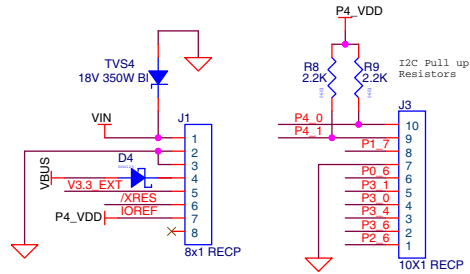 P4_VDD
TVS4
18V 350W BI
R8
2.2K
R9
2.2K
I2C Pull up
Resistors
VIN
J1
1
2
3
4
5
6
7
8
D4
VBUS
V3.3_EXT
/XRES
IOREF
P4_VDD
8x1 RECP
J3
P4_0
P4_1
P1_7
P0_6
P3_1
P3_0
P3_4
P3_6
P2_6
10
9
8
7
6
5
4
3
2
1
10X1 RECP